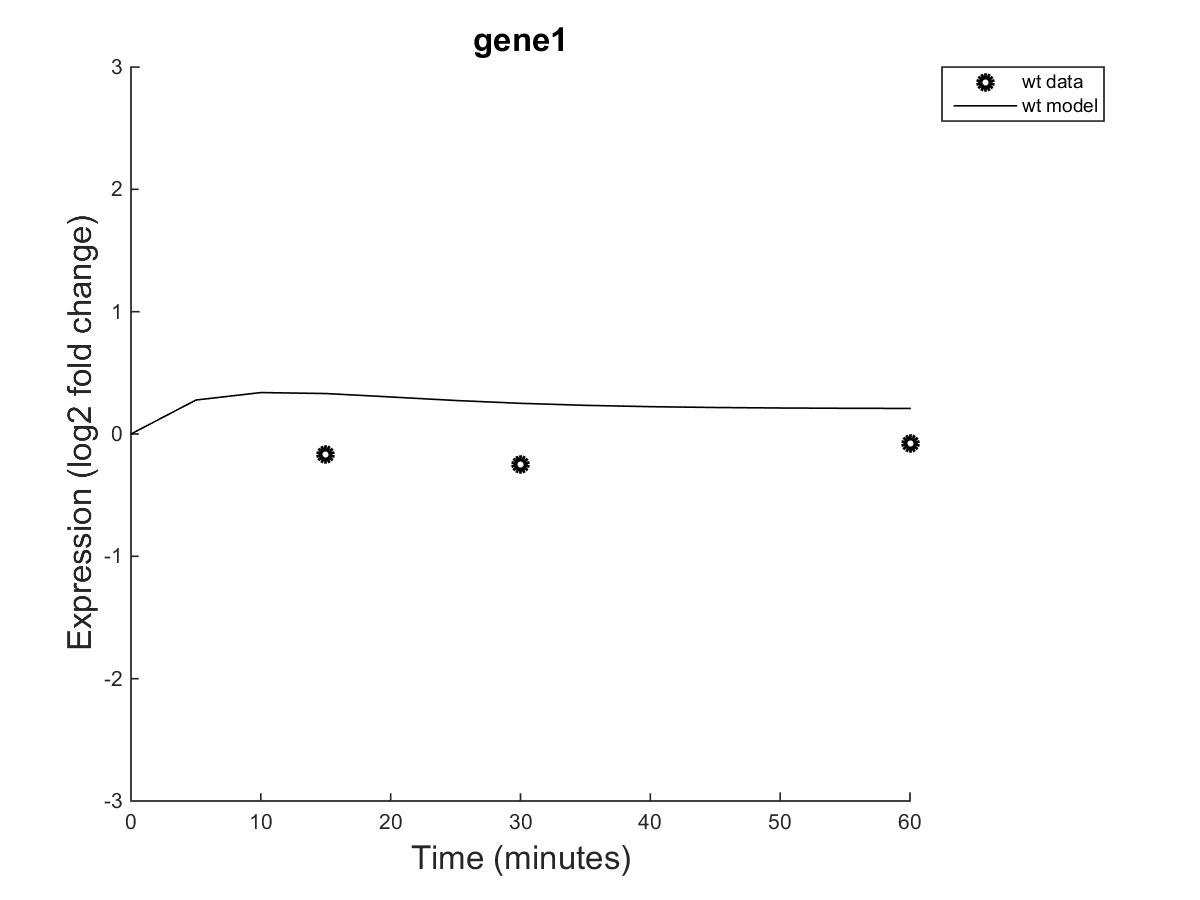 gene1
wt data
wt model
Expression (log2 fold change)
3
2
1
0
-1
-2
-3
0 10 20 30 40 50 60
Time (minutes)